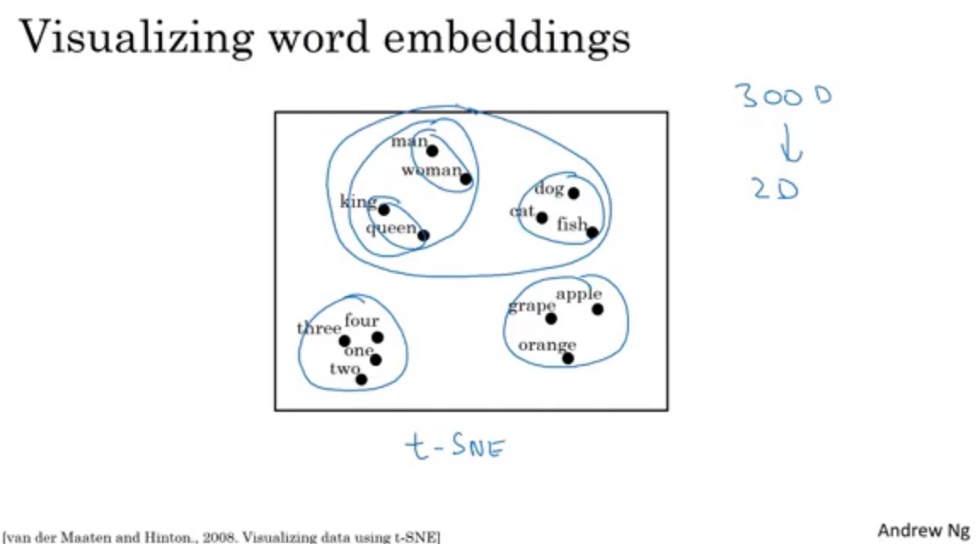 Visualizing word embeddings
300D
2D
man
woman
king
queen
dog
cat
fish
three
four
one
two
grape
apple
orange
t-SNE
[van der Maaten and Hinton., 2008. Visualizing data using t-SNE]
Andrew Ng